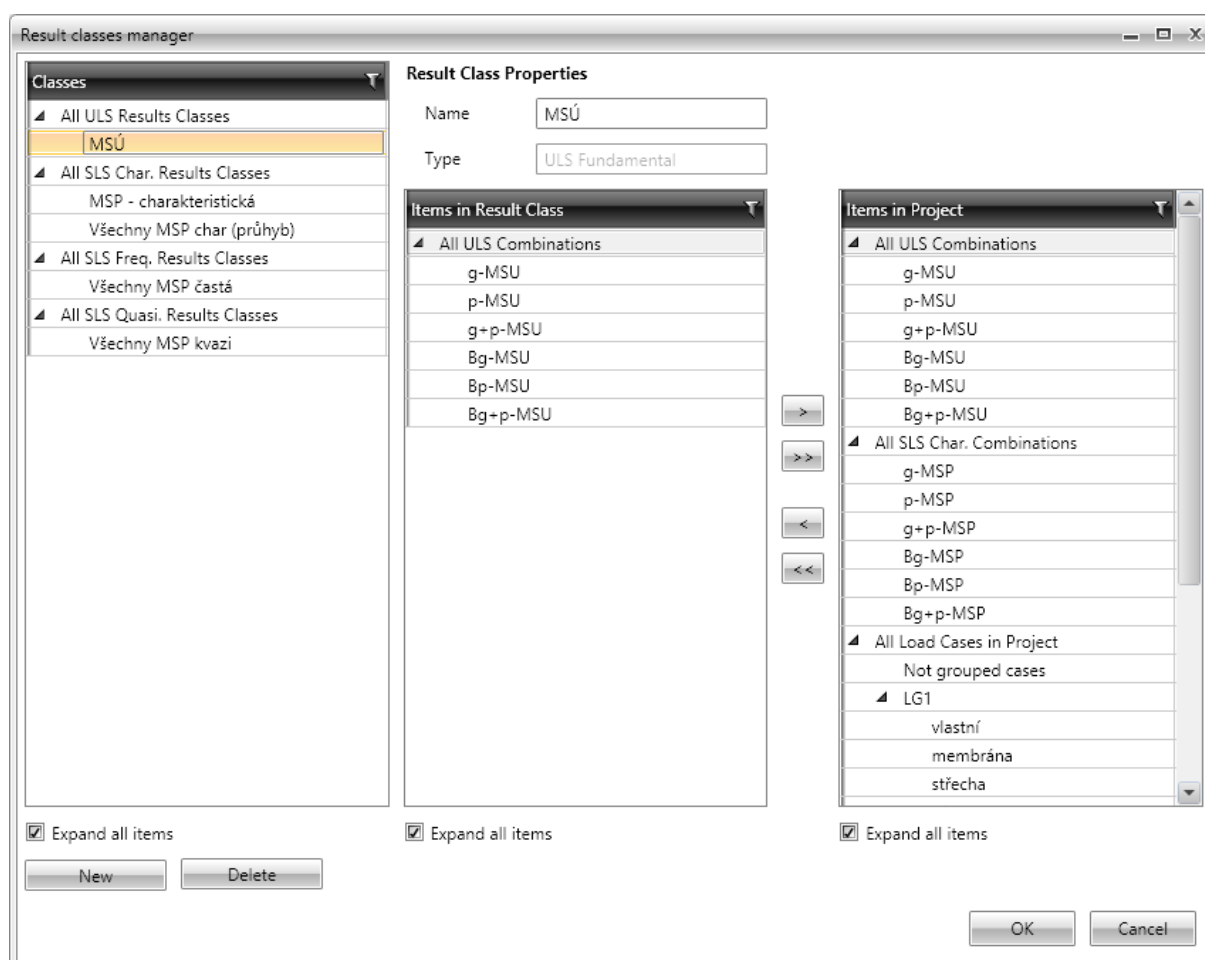 Result classes manager
Classes
All ULS Results Classes
MSÚ
All SLS Char. Results Classes
MSP - charakteristická
Všechny MSP char (průhyb)
All SLS Freq. Results Classes
Všechny MSP častá
All SLS Quasi. Results Classes
Všechny MSP kvazi
Expand all items
New
Delete
Result Class Properties
Name
MSÚ
Type
ULS Fundamental
Items in Result Class
All ULS Combinations
g-MSU
p-MSU
g+p-MSU
Bg-MSU
Bp-MSU
Bg+p-MSU
Expand all items
>
>>
<
<<
Items in Project
All ULS Combinations
g-MSU
p-MSU
g+p-MSU
Bg-MSU
Bp-MSU
Bg+p-MSU
All SLS Char. Combinations
g-MSP
p-MSP
g+p-MSP
Bg-MSP
Bp-MSP
Bg+p-MSP
All Load Cases in Project
Not grouped cases
LG1
vlastní
membrána
střecha
Expand all items
OK
Cancel